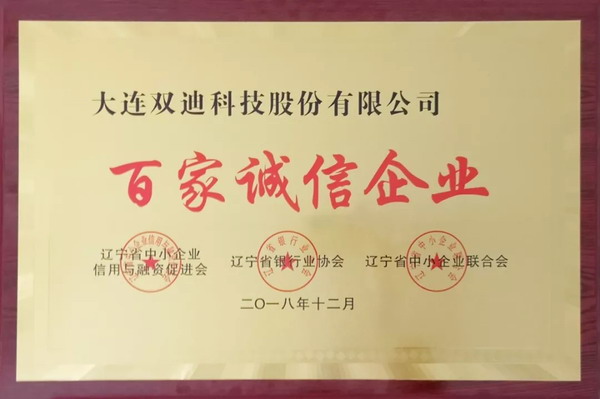 大连双迪科技股份有限公司
百家诚信企业
辽宁省中小企业
信用与融资促进会
辽宁省银行业协会
辽宁省中小企业联合会
二〇一八年十二月